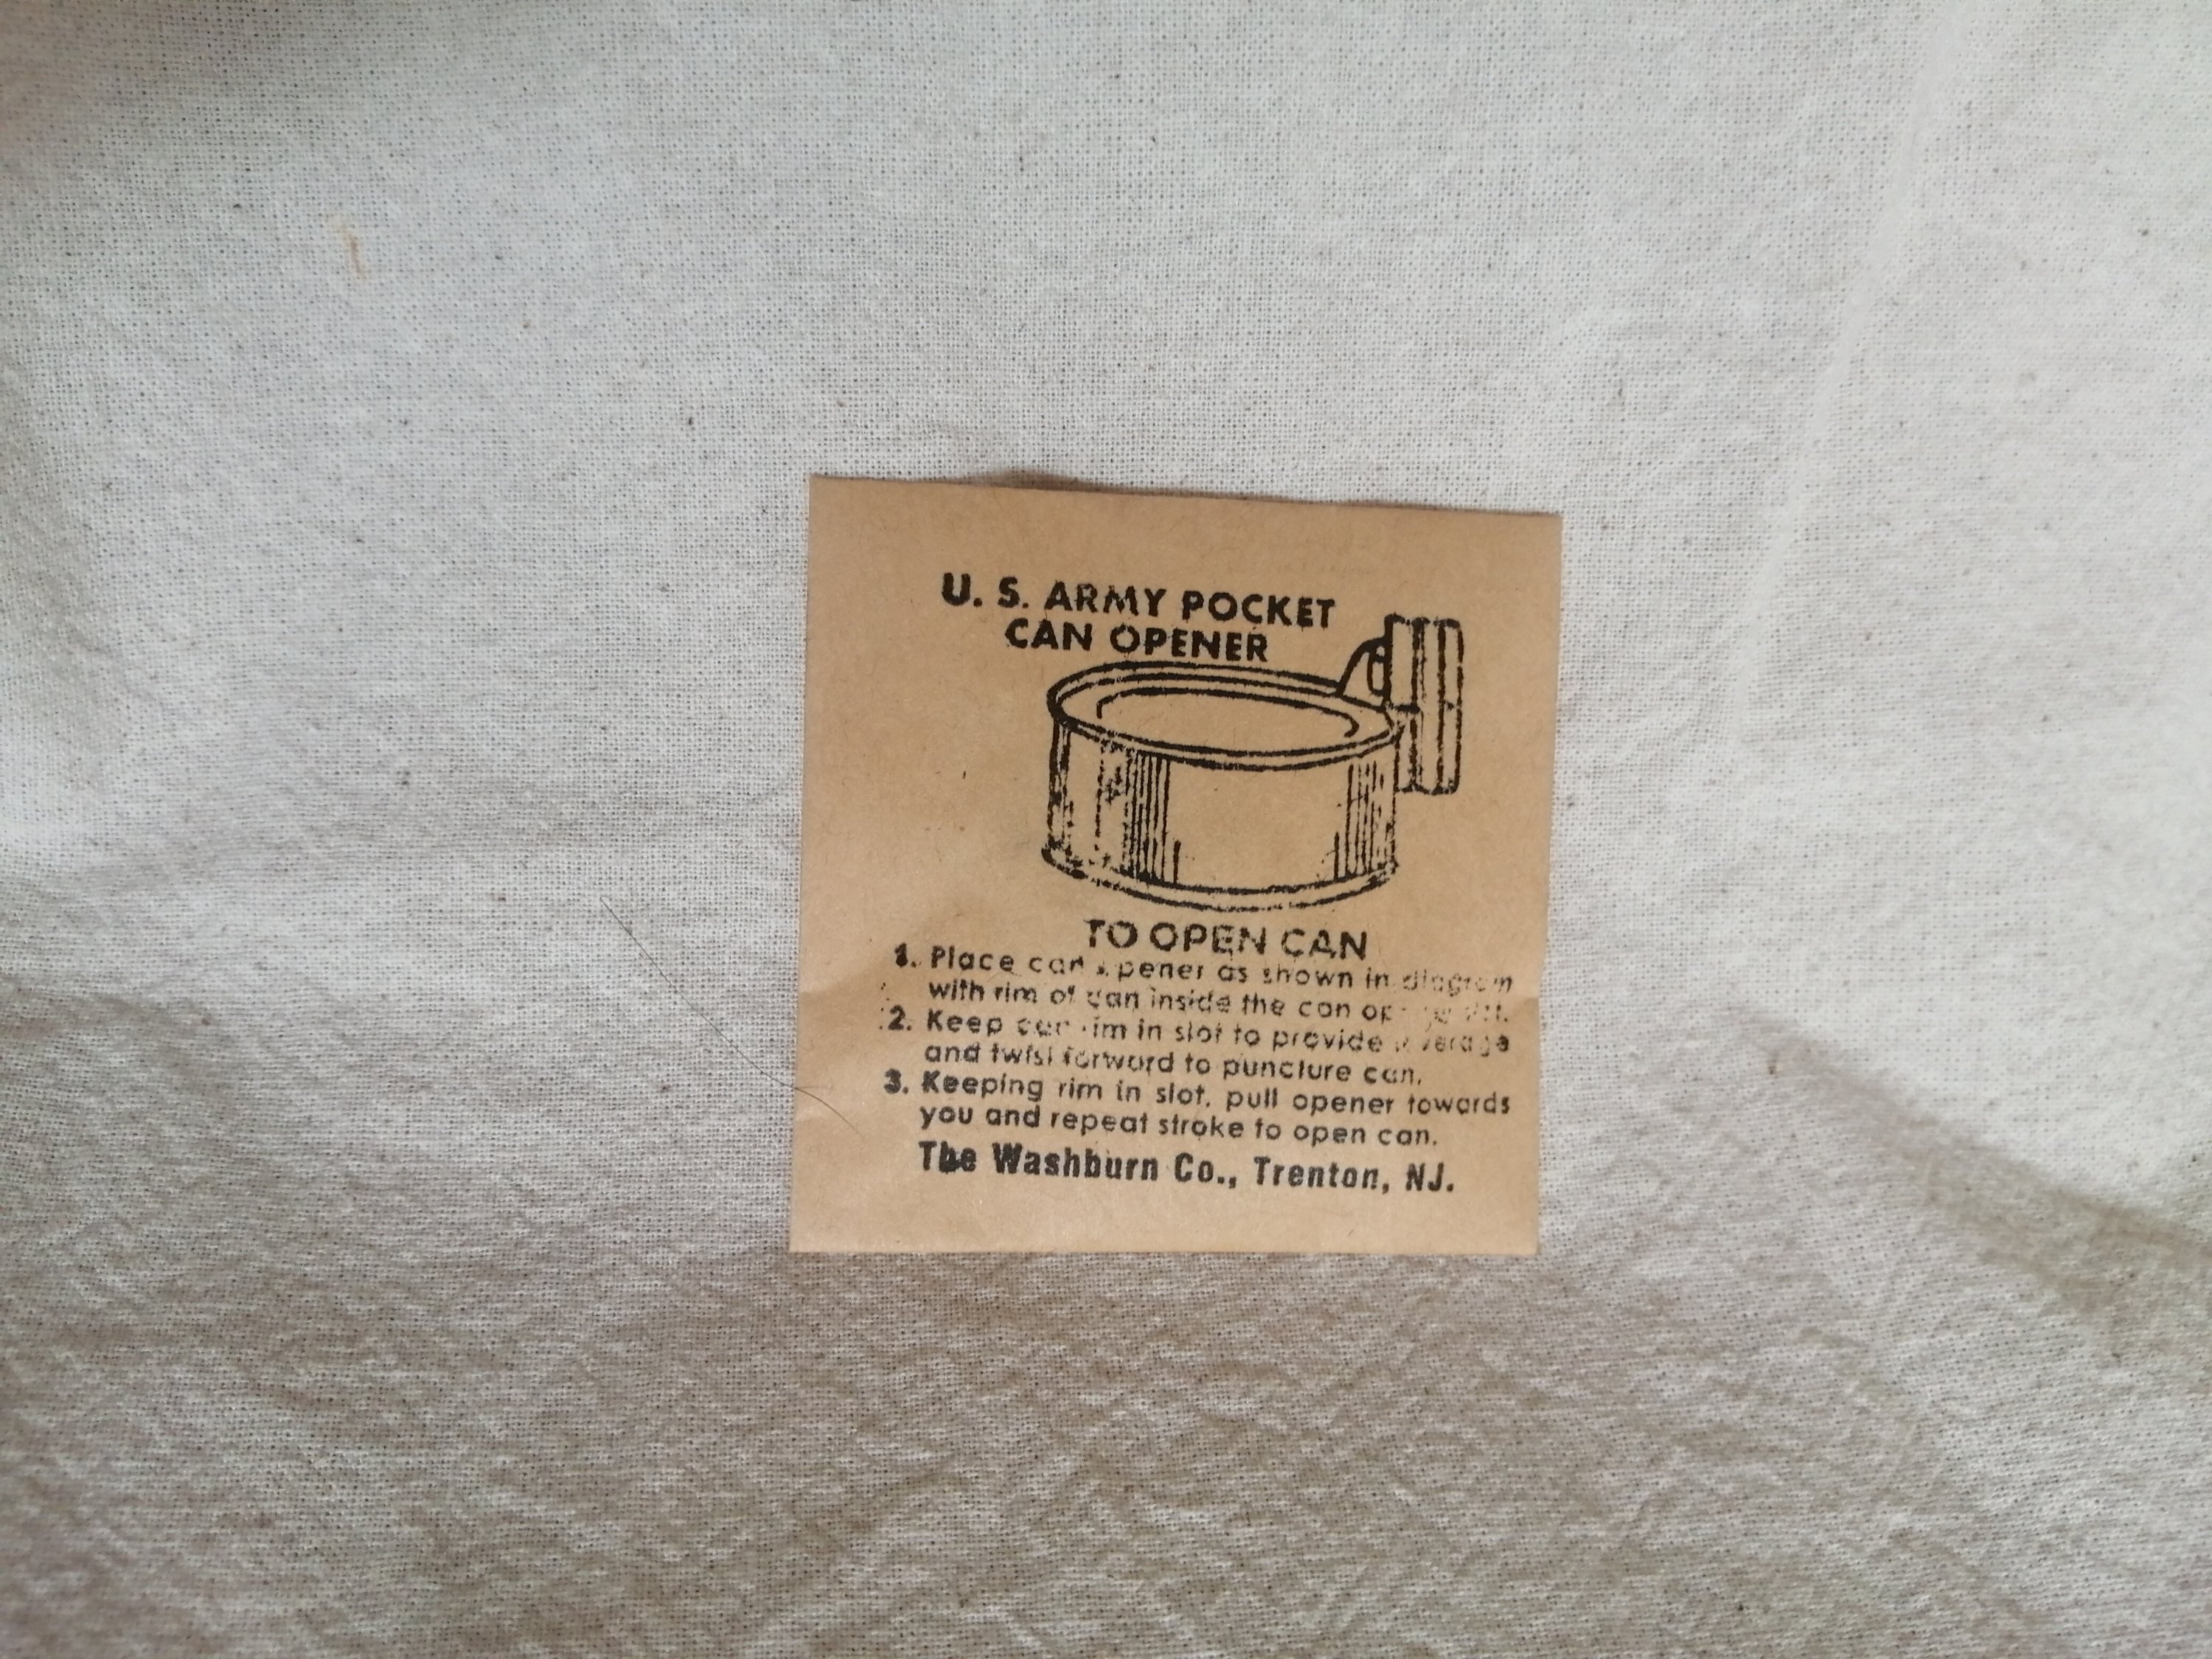 U. S. ARMY POCKET
CAN OPENER
TO OPEN CAN
1. Place can opener as shown in diagram
with rim of can inside the can
2. Keep can rim in slot to provide leverage
and twist forward to puncture can.
3. Keeping rim in slot, pull opener towards
you and repeat stroke to open can.
The Washburn Co., Trenton, NJ.